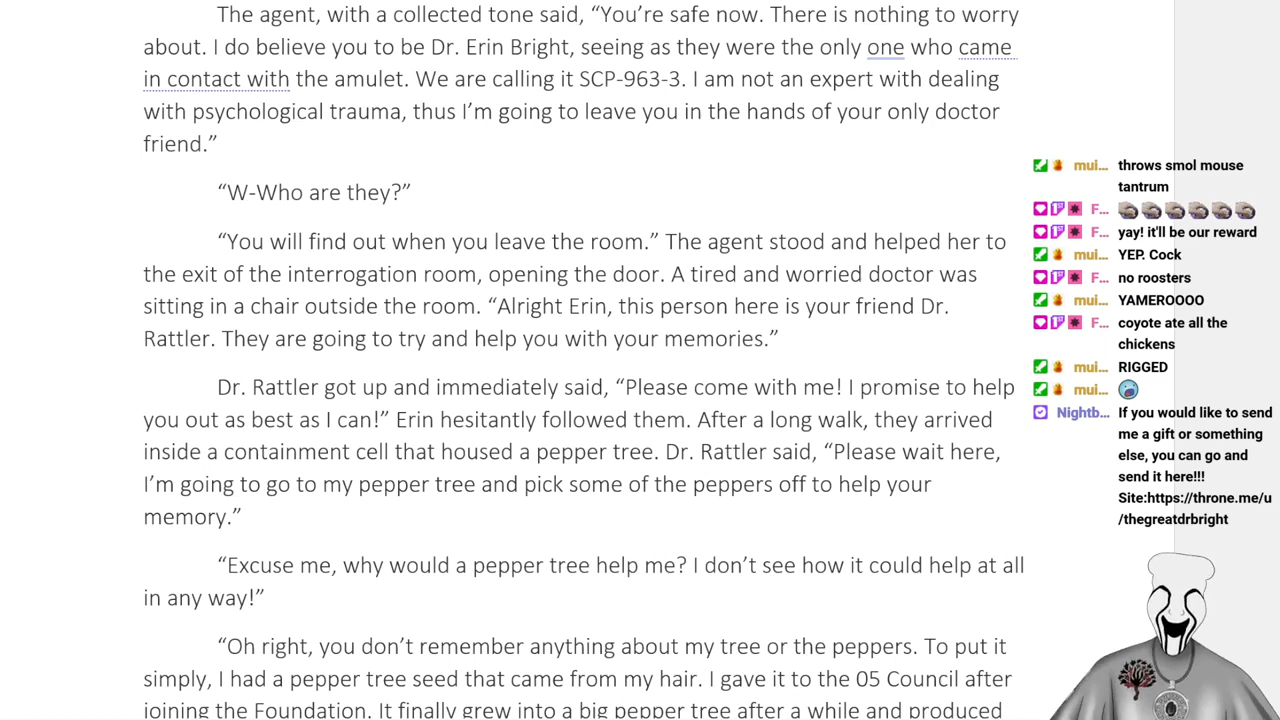 The agent, with a collected tone said, “You’re safe now. There is nothing to worry
about. I do believe you to be Dr. Erin Bright, seeing as they were the only one who came
in contact with the amulet. We are calling it SCP-963-3. I am not an expert with dealing
with psychological trauma, thus I’m going to leave you in the hands of your only doctor
friend.”
“W-Who are they?”
“You will find out when you leave the room.” The agent stood and helped her to
the exit of the interrogation room, opening the door. A tired and worried doctor was
sitting in a chair outside the room. “Alright Erin, this person here is your friend Dr.
Rattler. They are going to try and help you with your memories.”
Dr. Rattler got up and immediately said, “Please come with me! I promise to help
you out as best as I can!” Erin hesitantly followed them. After a long walk, they arrived
inside a containment cell that housed a pepper tree. Dr. Rattler said, “Please wait here,
I’m going to go to my pepper tree and pick some of the peppers off to help your
memory.”
“Excuse me, why would a pepper tree help me? I don’t see how it could help at all
in any way!”
“Oh right, you don’t remember anything about my tree or the peppers. To put it
simply, I had a pepper tree seed that came from my hair. I gave it to the 05 Council after
joining the Foundation. It finally grew into a big pepper tree after a while and produced
mui... throws smol mouse
tantrum
F...
F... yay! it'll be our reward
mui... YEP. Cock
F... no roosters
mui... YAMEROOOO
F... coyote ate all the
chickens
mui... RIGGED
mui...
Nightb... If you would like to send
me a gift or something
else, you can go and
send it here!!!
Site:https://throne.me/u
/thegreatdrbright